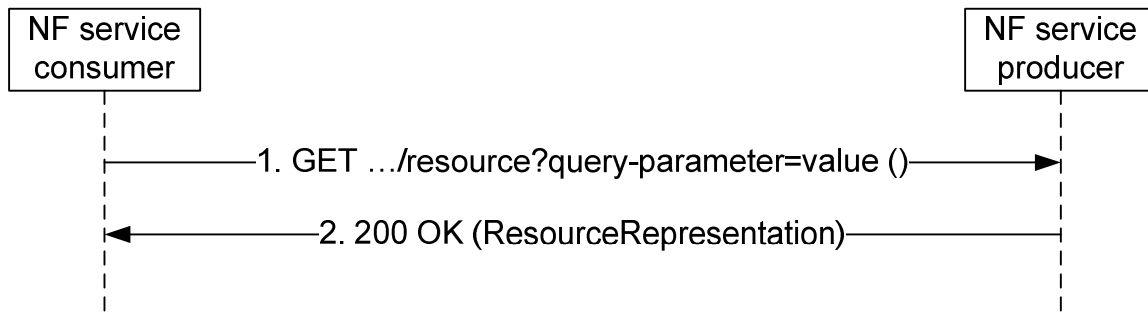 NF service
consumer
NF service
producer
1. GET …/resource?query-parameter=value ()
2. 200 OK (ResourceRepresentation)